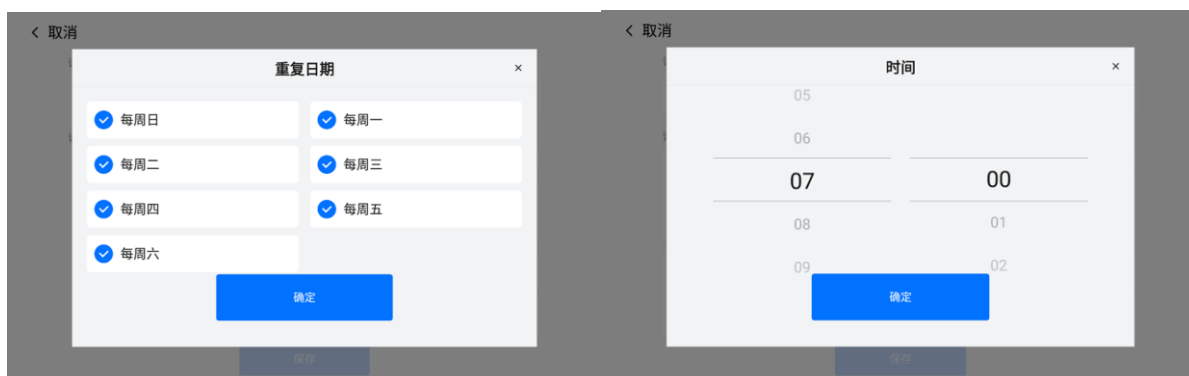 取消
重复日期
×
每周日
每周一
每周二
每周三
每周四
每周五
每周六
确定
保存
取消
时间
×
05
06
07
00
08
01
09
02
确定
保存